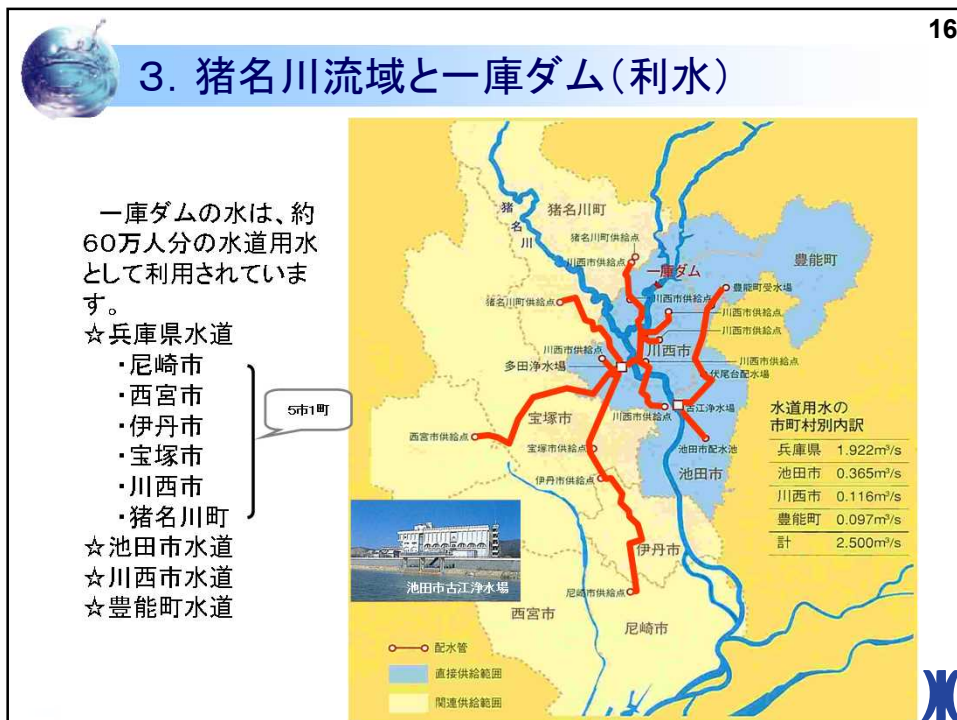 16
3. 猪名川流域と一庫ダム(利水)
一庫ダムの水は、約
60万人分の水道用水
として利用されていま
す。
☆兵庫県水道
・尼崎市
・西宮市
・伊丹市
・宝塚市
・川西市
・猪名川町
5市1町
☆池田市水道
☆川西市水道
☆豊能町水道
猪名川
猪名川町
猪名川町供給点
川西市供給点
一庫ダム
豊能町
豊能町受水場
猪名川町供給点
川西市供給点
川西市供給点
川西市供給点
川西市供給点
川西市
川西市供給点
多田浄水場
伏尾台配水場
宝塚市
川西市供給点
古江浄水場
西宮市供給点
宝塚市供給点
池田市配水池
池田市
伊丹市供給点
伊丹市
尼崎市供給点
西宮市
尼崎市
池田市古江浄水場
水道用水の
市町村別内訳
兵庫県 1.922m³/s
池田市 0.365m³/s
川西市 0.116m³/s
豊能町 0.097m³/s
計 2.500m³/s
配水管
直接供給範囲
関連供給範囲